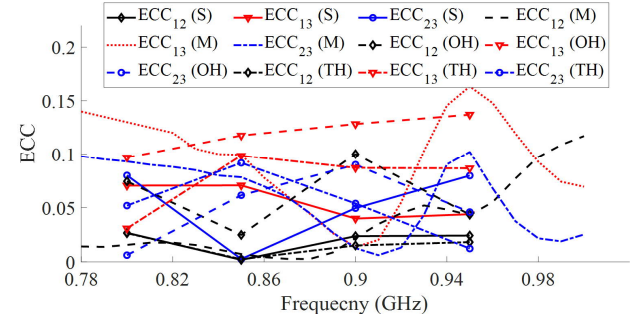 ECC₁₂ (S) ECC₁₃ (S) ECC₂₃ (S) ECC₁₂ (M)
ECC₁₃ (M) ECC₂₃ (M) ECC₁₂ (OH) ECC₁₃ (OH)
ECC₂₃ (OH) ECC₁₂ (TH) ECC₁₃ (TH) ECC₂₃ (TH)
0.2
0.15
0.1
0.05
0
ECC
0.78 0.82 0.86 0.9 0.94 0.98
Frequecny (GHz)